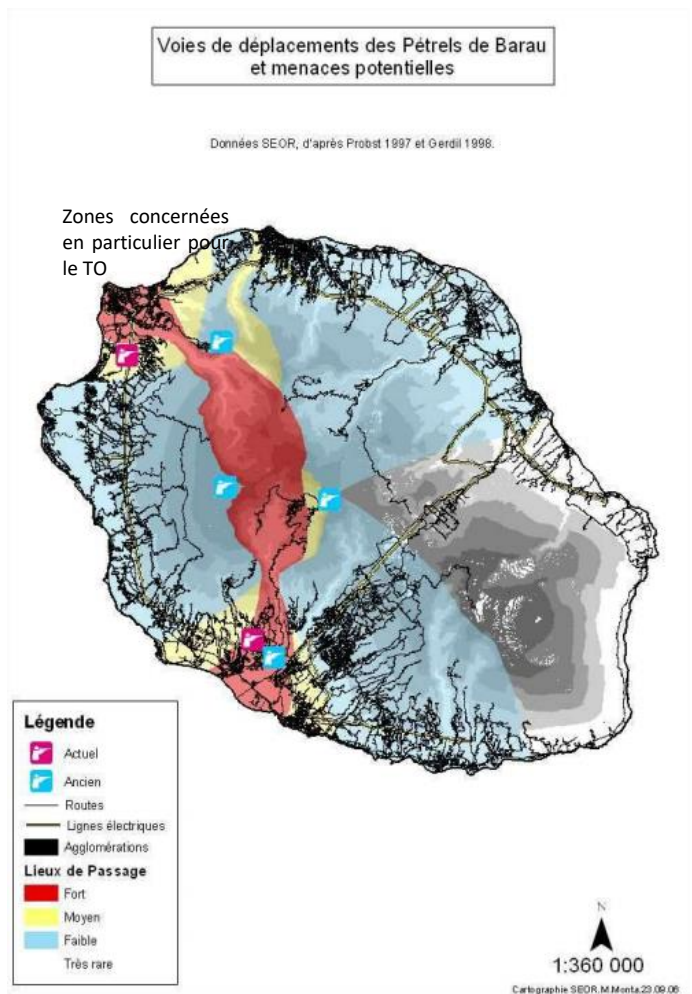 Voies de déplacements des Pétrels de Barau
et menaces potentielles
Données SEOR, d'après Probst 1997 et Gerdil 1998.
Zones concernées
en particulier pour
le TO
Légende
Actuel
Ancien
Routes
Lignes électriques
Agglomérations
Lieux de Passage
Fort
Moyen
Faible
Très rare
N
1:360 000
Cartographie SEOR.M.Monta.23.09.06